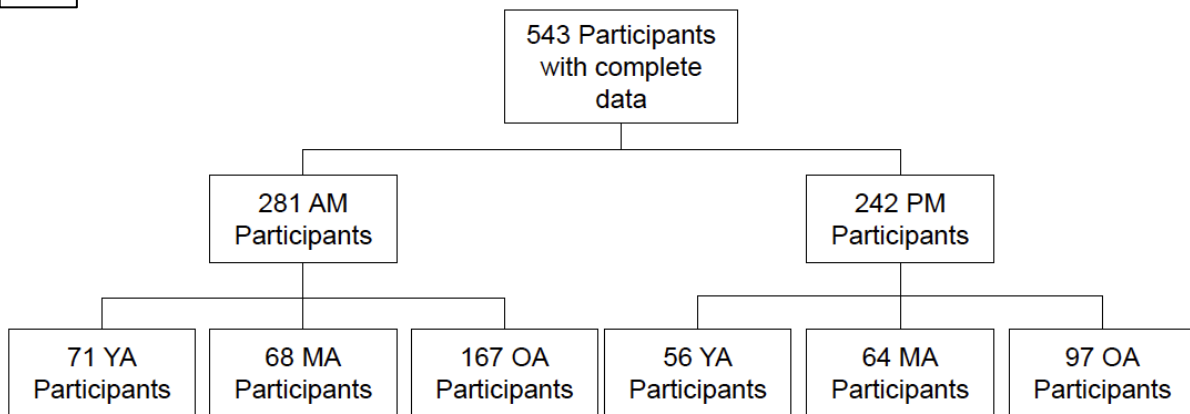 543 Participants
with complete
data
281 AM
Participants
242 PM
Participants
71 YA
Participants
68 MA
Participants
167 OA
Participants
56 YA
Participants
64 MA
Participants
97 OA
Participants